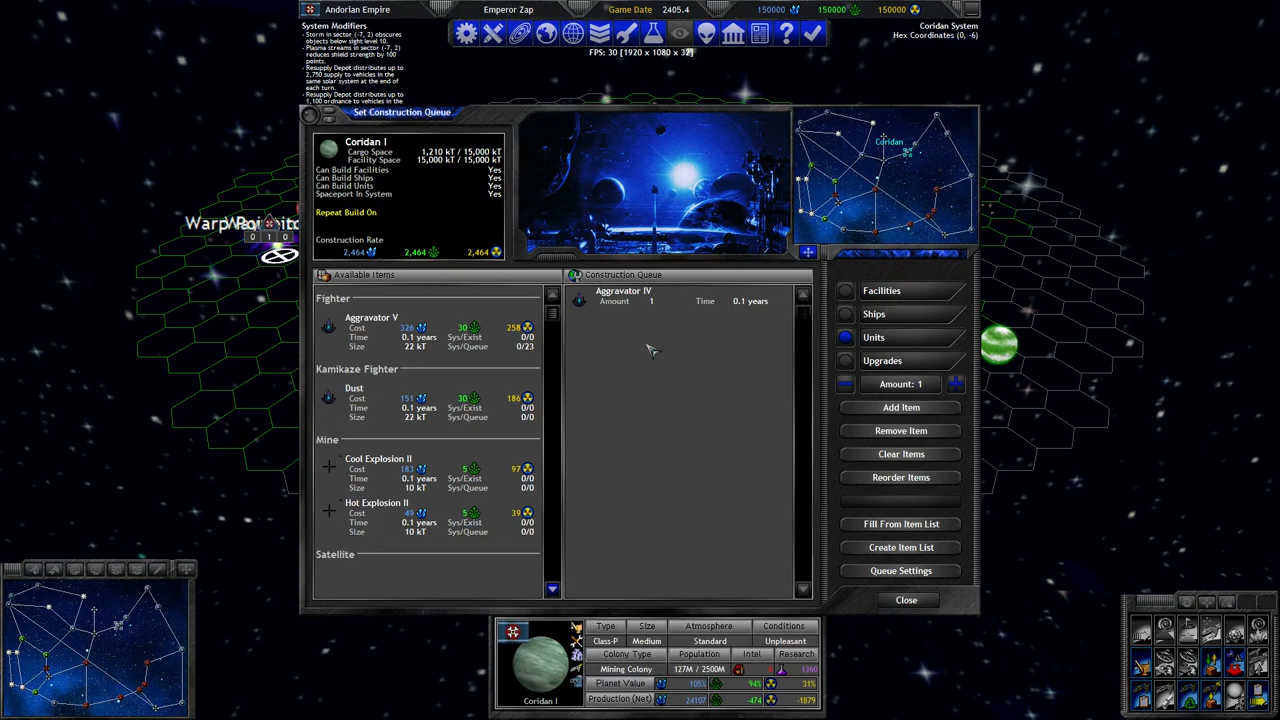 Andorian Empire
Emperor Zap
Game Date 2405.4
150000 150000 150000
System Modifiers
- Storm in sector (-7, 2) obscures
objects below sight level 10.
- Plasma streams in sector (-7, 2)
reduces shield strength by 100
points.
- Resupply Depot distributes up to
2,750 supply to vehicles in the
same solar system at the end of
each turn.
- Resupply Depot distributes up to
1,100 ordnance to vehicles in the
Coridan System
Hex Coordinates (0, -6)
FPS: 30 [1920 x 1080 x 32]
Set Construction Queue
Coridan I
Cargo Space 1,210 kT / 15,000 kT
Facility Space 15,000 kT / 15,000 kT
Can Build Facilities Yes
Can Build Ships Yes
Can Build Units Yes
Spaceport In System Yes
Repeat Build On
Construction Rate
2,464 2,464 2,464
Coridan
0 1 0
Available Items
Fighter
Aggravator V
Cost 326 30 258
Time 0.1 years Sys/Exist 0/0
Size 22 kT Sys/Queue 0/23
Kamikaze Fighter
Dust
Cost 151 30 186
Time 0.1 years Sys/Exist 0/0
Size 22 kT Sys/Queue 0/0
Mine
Cool Explosion II
Cost 183 5 97
Time 0.1 years Sys/Exist 0/0
Size 10 kT Sys/Queue 0/0
Hot Explosion II
Cost 49 5 39
Time 0.1 years Sys/Exist 0/0
Size 10 kT Sys/Queue 0/0
Satellite
Construction Queue
Aggravator IV
Amount 1 Time 0.1 years
Facilities
Ships
Units
Upgrades
Amount: 1
Add Item
Remove Item
Clear Items
Reorder Items
Fill From Item List
Create Item List
Queue Settings
Close
Type Size Atmosphere Conditions
Class-P Medium Standard Unpleasant
Colony Type Population Intel Research
Mining Colony 127M / 2500M 1360
Planet Value 105% 94% 31%
Production (Net) 24107 -474 -1879
Coridan I